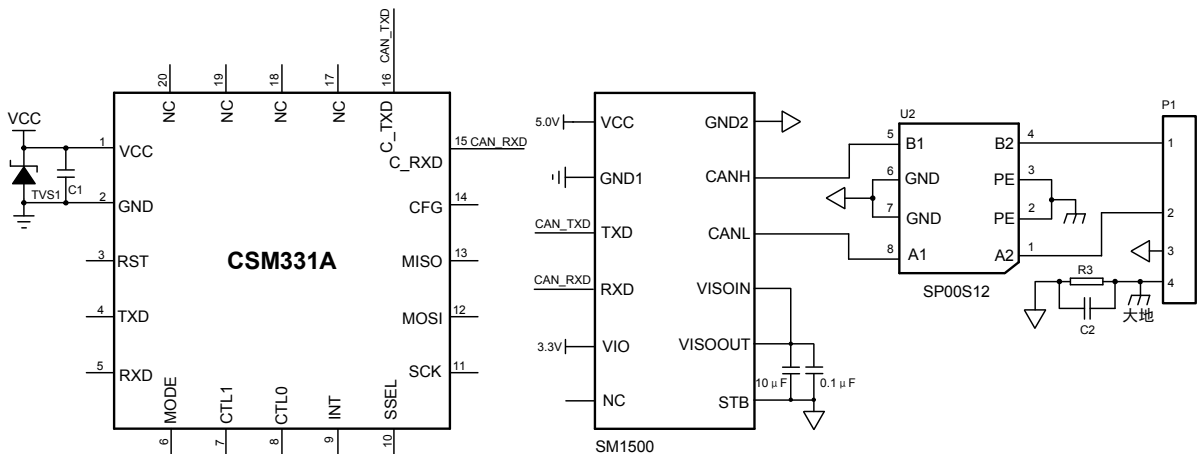 CAN_TXD
20
19
18
17
16
NC
NC
NC
NC
C_TXD
VCC
1
VCC
TVS1
C1
2
GND
15
CAN_RXD
C_RXD
14
CFG
CSM331A
3
RST
13
MISO
4
TXD
12
MOSI
5
RXD
11
SCK
MODE
CTL1
CTL0
INT
SSEL
6
7
8
9
10
5.0V
VCC
GND2
GND1
CANH
CAN_TXD
TXD
CANL
CAN_RXD
RXD
VISOIN
3.3V
VIO
VISOOUT
10μF
0.1μF
NC
STB
SM1500
U2
5
B1
B2
4
6
GND
PE
3
7
GND
PE
2
8
A1
A2
1
SP00S12
P1
1
2
3
4
R3
C2
大地